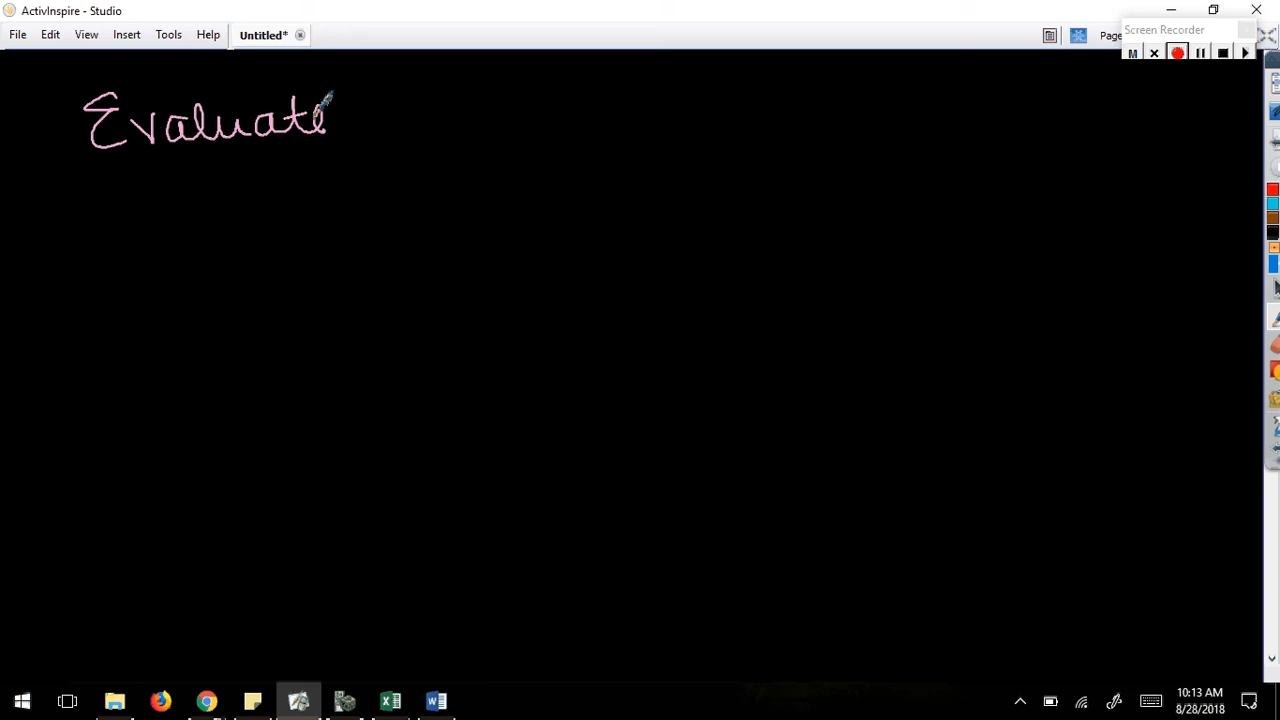 ActivInspire - Studio
File Edit View Insert Tools Help Untitled* Page
Screen Recorder
M
Evaluate
10:13 AM
8/28/2018